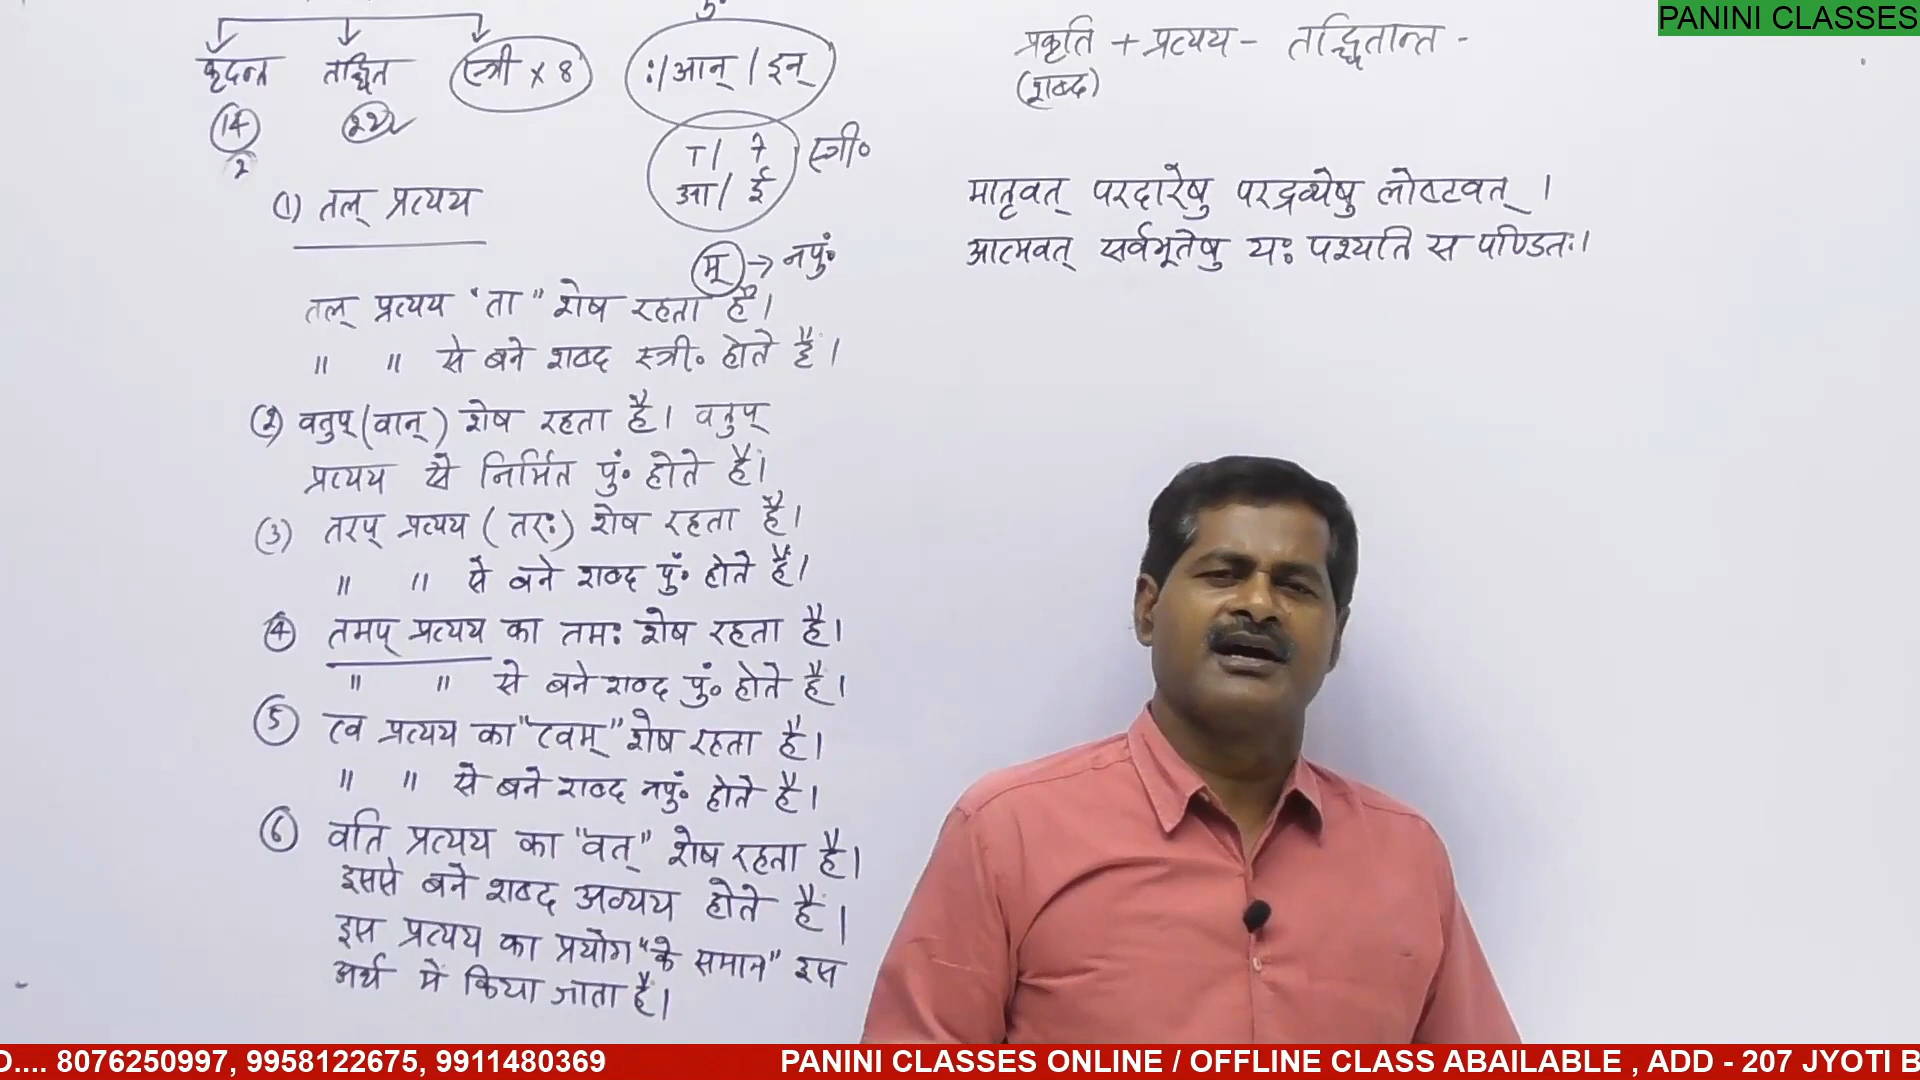 PANINI CLASSES
कृदन्त तद्धित स्त्री x 8 :/आन् / इन्
14
2
ा / ी स्त्री॰
आ / ई
(1) तल् प्रत्यय
म् → नपुं॰
तल् प्रत्यय "ता" शेष रहता है।
" " से बने शब्द स्त्री॰ होते हैं।
(2) वतुप् (वान्) शेष रहता है। वतुप्
प्रत्यय से निर्मित पुं॰ होते हैं।
(3) तरप् प्रत्यय (तरः) शेष रहता है।
" " से बने शब्द पुं॰ होते हैं।
(4) तमप् प्रत्यय का तमः शेष रहता है।
" " से बने शब्द पुं॰ होते हैं।
(5) त्व प्रत्यय का "त्वम्" शेष रहता है।
" " से बने शब्द नपुं॰ होते हैं।
(6) वति प्रत्यय का "वत्" शेष रहता है।
इससे बने शब्द अव्यय होते हैं।
इस प्रत्यय का प्रयोग "के समान" इस
अर्थ में किया जाता है।
प्रकृति + प्रत्यय - तद्धितान्त -
(शब्द)
मातृवत् परदारेषु परद्रव्येषु लोष्टवत् ।
आत्मवत् सर्वभूतेषु यः पश्यति स पण्डितः।
O.... 8076250997, 9958122675, 9911480369 PANINI CLASSES ONLINE / OFFLINE CLASS ABAILABLE , ADD - 207 JYOTI B